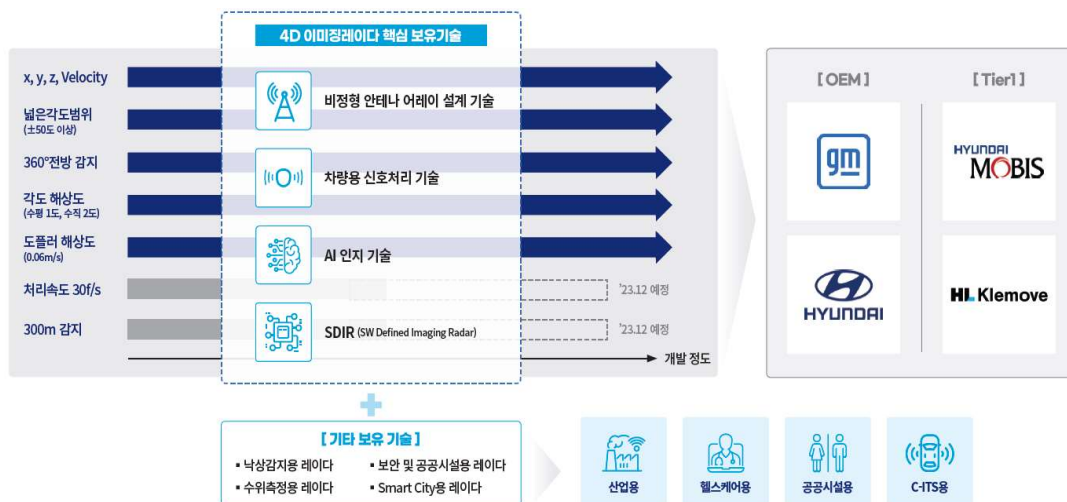 4D 이미징레이다 핵심 보유기술
x, y, z, Velocity
넓은각도범위
(±50도 이상)
360°전방 감지
각도 해상도
(수평 1도, 수직 2도)
도플러 해상도
(0.06m/s)
처리속도 30f/s
300m 감지
비정형 안테나 어레이 설계 기술
차량용 신호처리 기술
AI 인지 기술
SDIR (SW Defined Imaging Radar)
'23.12 예정
'23.12 예정
개발 정도
[ OEM ]
[ Tier1 ]
gm
HYUNDAI
MOBIS
HYUNDAI
HL Klemove
[ 기타 보유 기술 ]
▪ 낙상감지용 레이다
▪ 보안 및 공공시설용 레이다
▪ 수위측정용 레이다
▪ Smart City용 레이다
산업용
헬스케어용
공공시설용
C-ITS용